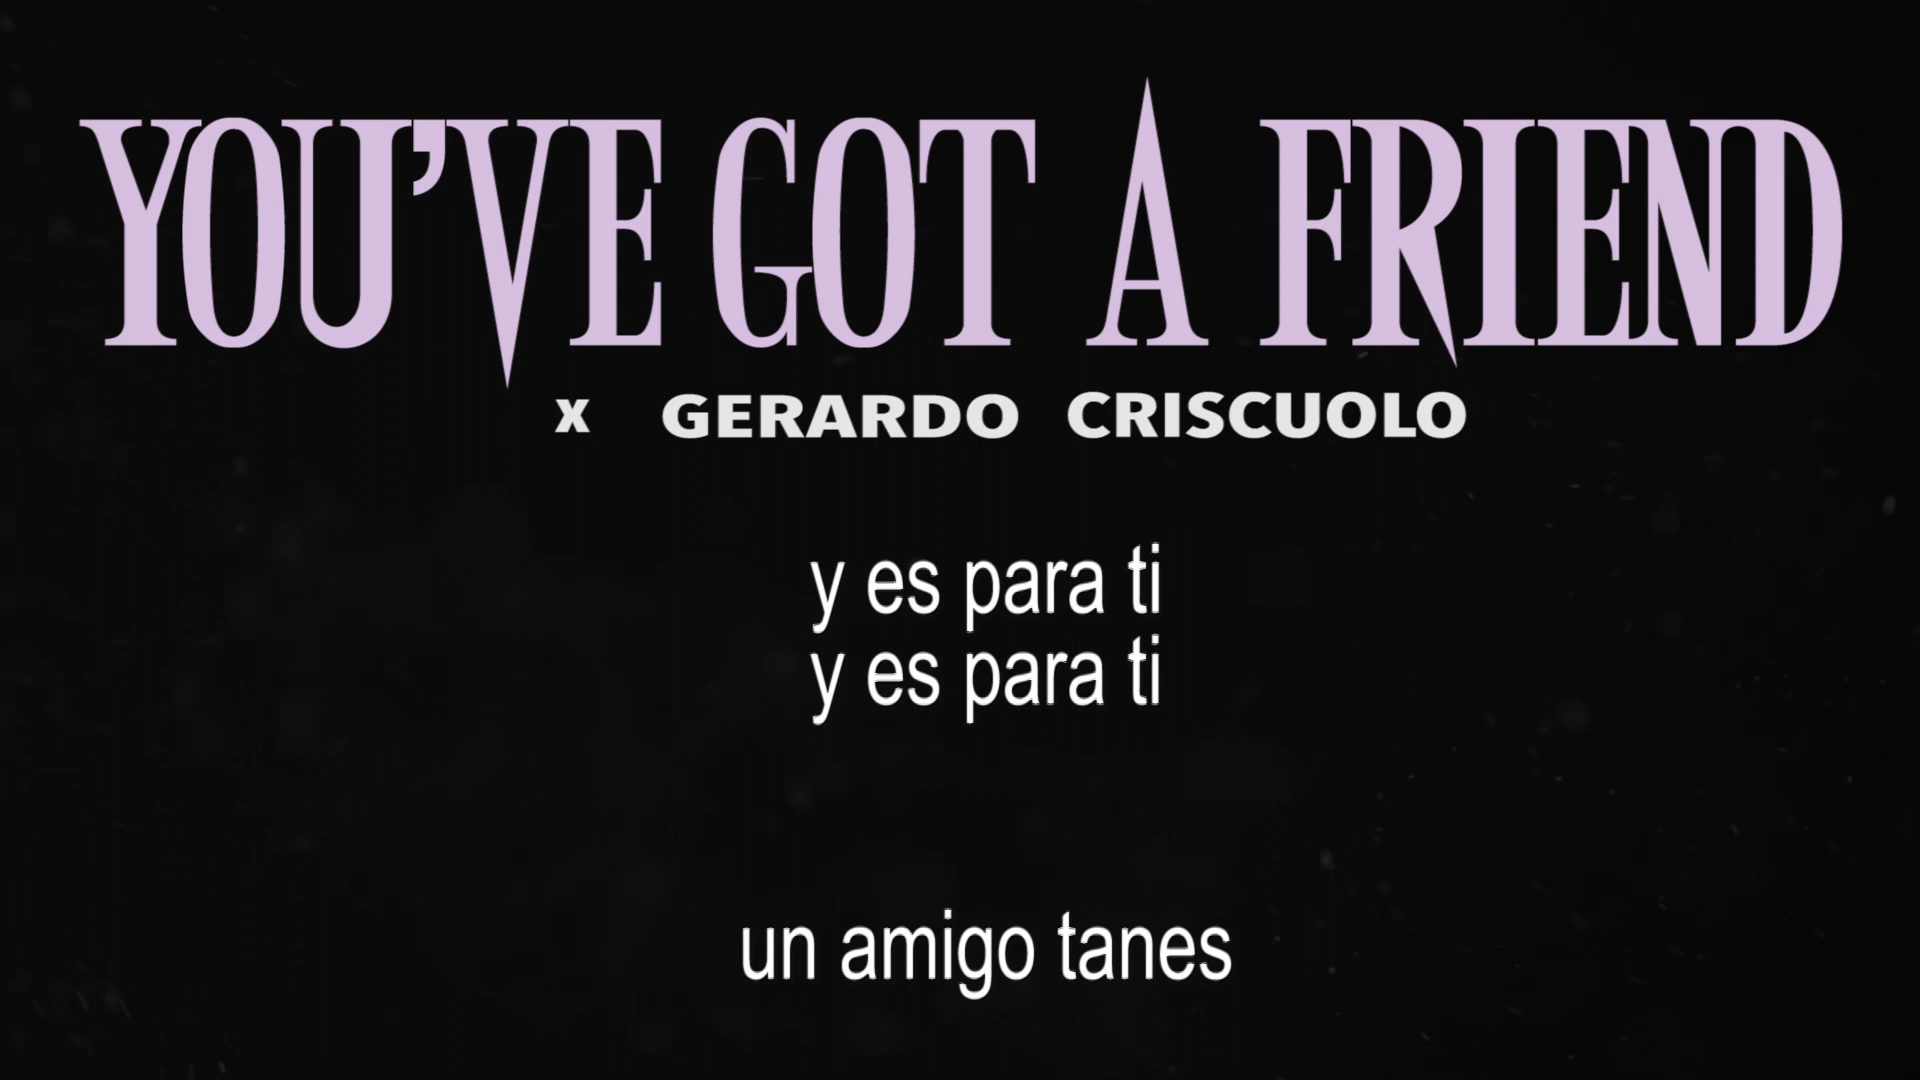 YOU'VE GOT A FRIEND
x GERARDO CRISCUOLO
y es para ti
y es para ti
un amigo tanes